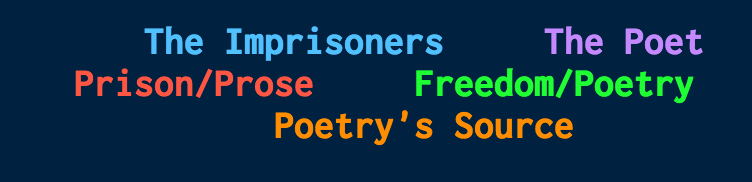 The Imprisoners The Poet
Prison/Prose Freedom/Poetry
Poetry's Source